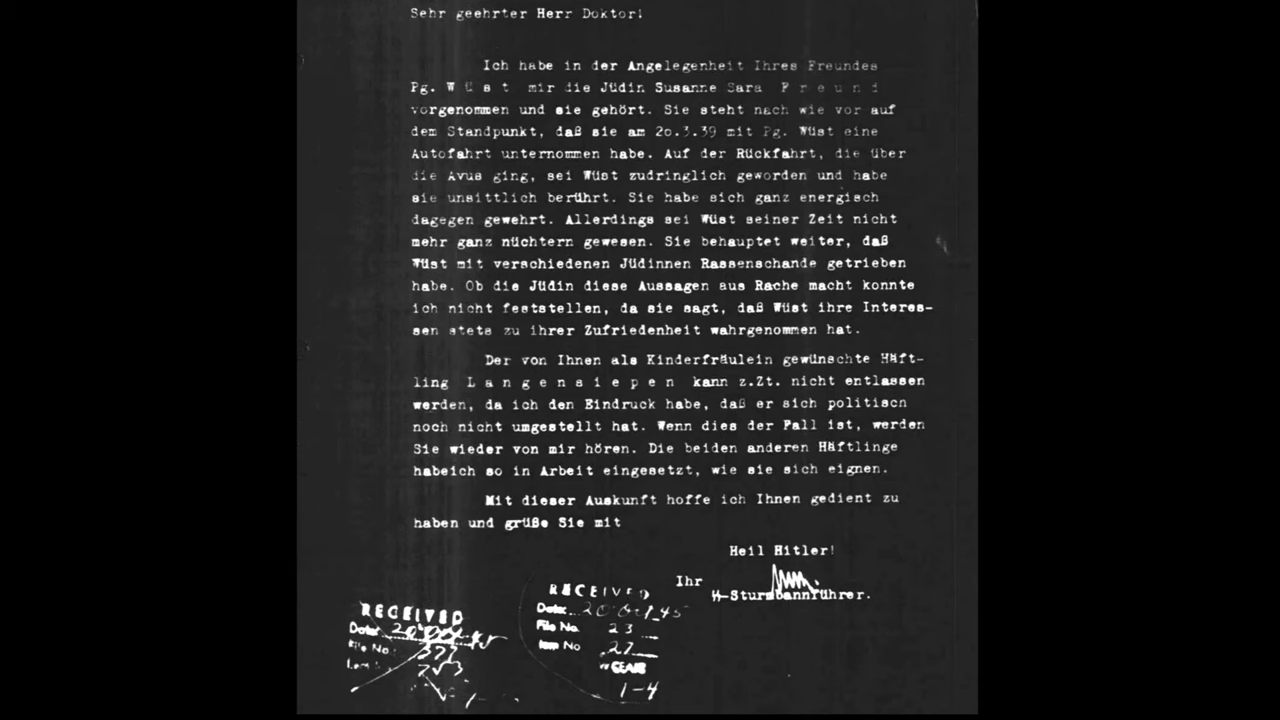 Sehr geehrter Herr Doktor!
Ich habe in der Angelegenheit Ihres Freundes
Pg. W ü s t mir die Jüdin Susanne Sara F r e u n d
vorgenommen und sie gehört. Sie steht nach wie vor auf
dem Standpunkt, daß sie am 20.3.39 mit Pg. Wüst eine
Autofahrt unternommen habe. Auf der Rückfahrt, die über
die Avus ging, sei Wüst zudringlich geworden und habe
sie unsittlich berührt. Sie habe sich ganz energisch
dagegen gewehrt. Allerdings sei Wüst seiner Zeit nicht
mehr ganz nüchtern gewesen. Sie behauptet weiter, daß
Wüst mit verschiedenen Jüdinnen Rassenschande getrieben
habe. Ob die Jüdin diese Aussagen aus Rache macht konnte
ich nicht feststellen, da sie sagt, daß Wüst ihre Interes-
sen stets zu ihrer Zufriedenheit wahrgenommen hat.
Der von Ihnen als Kinderfräulein gewünschte Häft-
ling L a n g e n s i e p e n kann z.Zt. nicht entlassen
werden, da ich den Eindruck habe, daß er sich politisch
noch nicht umgestellt hat. Wenn dies der Fall ist, werden
Sie wieder von mir hören. Die beiden anderen Häftlinge
habeich so in Arbeit eingesetzt, wie sie sich eignen.
Mit dieser Auskunft hoffe ich Ihnen gedient zu
haben und grüße Sie mit
Heil Hitler!
Ihr
SS-Sturmbannführer.
RECEIVED
Date 20 Oct 45
File No. 23
Item No 27
1-4
RECEIVED
Date
File No.